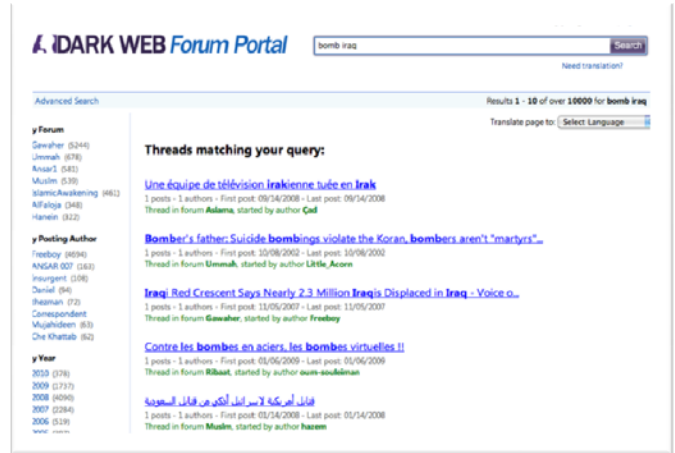 DARK WEB Forum Portal
bomb iraq
Search
Need translation?
Advanced Search
Results 1 - 10 of over 10000 for bomb iraq
Translate page to: Select Language
y Forum
Gawaher (5244)
Ummah (678)
Ansar1 (581)
Muslm (539)
IslamicAwakening (461)
AlFaloja (348)
Hanein (322)
y Posting Author
Freeboy (4694)
ANSAR 007 (163)
insurgent (108)
Daniel (94)
theaman (72)
Correspondent
Mujahideen (63)
Che Khattab (62)
y Year
2010 (378)
2009 (1737)
2008 (4090)
2007 (2284)
2006 (519)
Threads matching your query:
Une équipe de télévision irakienne tuée en Irak
1 posts - 1 authors - First post: 09/14/2008 - Last post: 09/14/2008
Thread in forum Aslama, started by author Çad
Bomber's father: Suicide bombings violate the Koran, bombers aren't "martyrs"...
1 posts - 1 authors - First post: 10/08/2002 - Last post: 10/08/2002
Thread in forum Ummah, started by author Little_Acorn
Iraqi Red Crescent Says Nearly 2.3 Million Iraqis Displaced in Iraq - Voice o...
1 posts - 1 authors - First post: 11/05/2007 - Last post: 11/05/2007
Thread in forum Gawaher, started by author Freeboy
Contre les bombes en aciers, les bombes virtuelles !!
1 posts - 1 authors - First post: 01/06/2009 - Last post: 01/06/2009
Thread in forum Ribaat, started by author oum-souleiman
قنابل أمريكية لاسرائيل أذكى من قنابل السعودية
1 posts - 1 authors - First post: 01/14/2008 - Last post: 01/14/2008
Thread in forum Muslm, started by author hazem